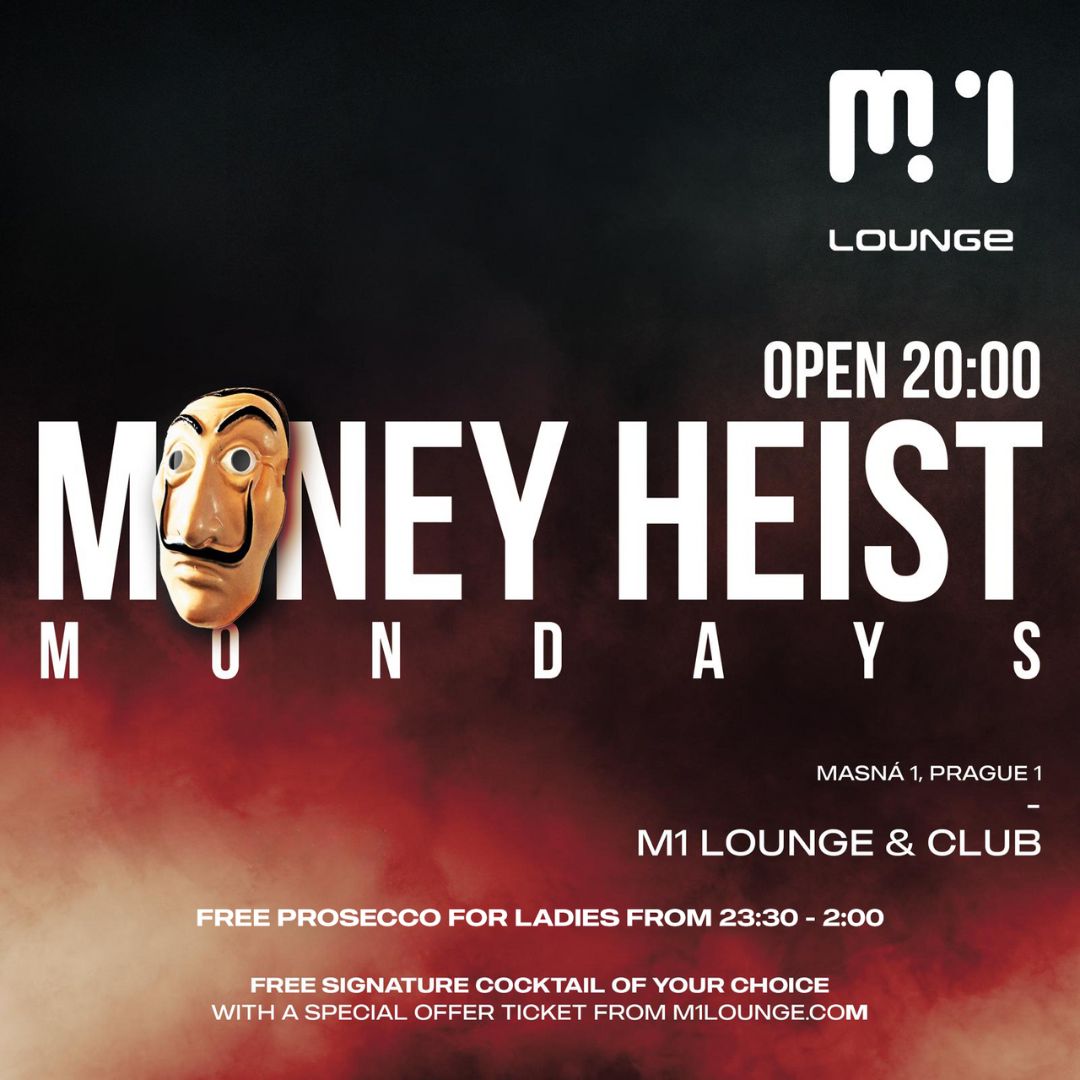 m1
LOUNGE
OPEN 20:00
MONEY HEIST
MONDAYS
MASNÁ 1, PRAGUE 1
–
M1 LOUNGE & CLUB
FREE PROSECCO FOR LADIES FROM 23:30 - 2:00
FREE SIGNATURE COCKTAIL OF YOUR CHOICE
WITH A SPECIAL OFFER TICKET FROM M1LOUNGE.COM